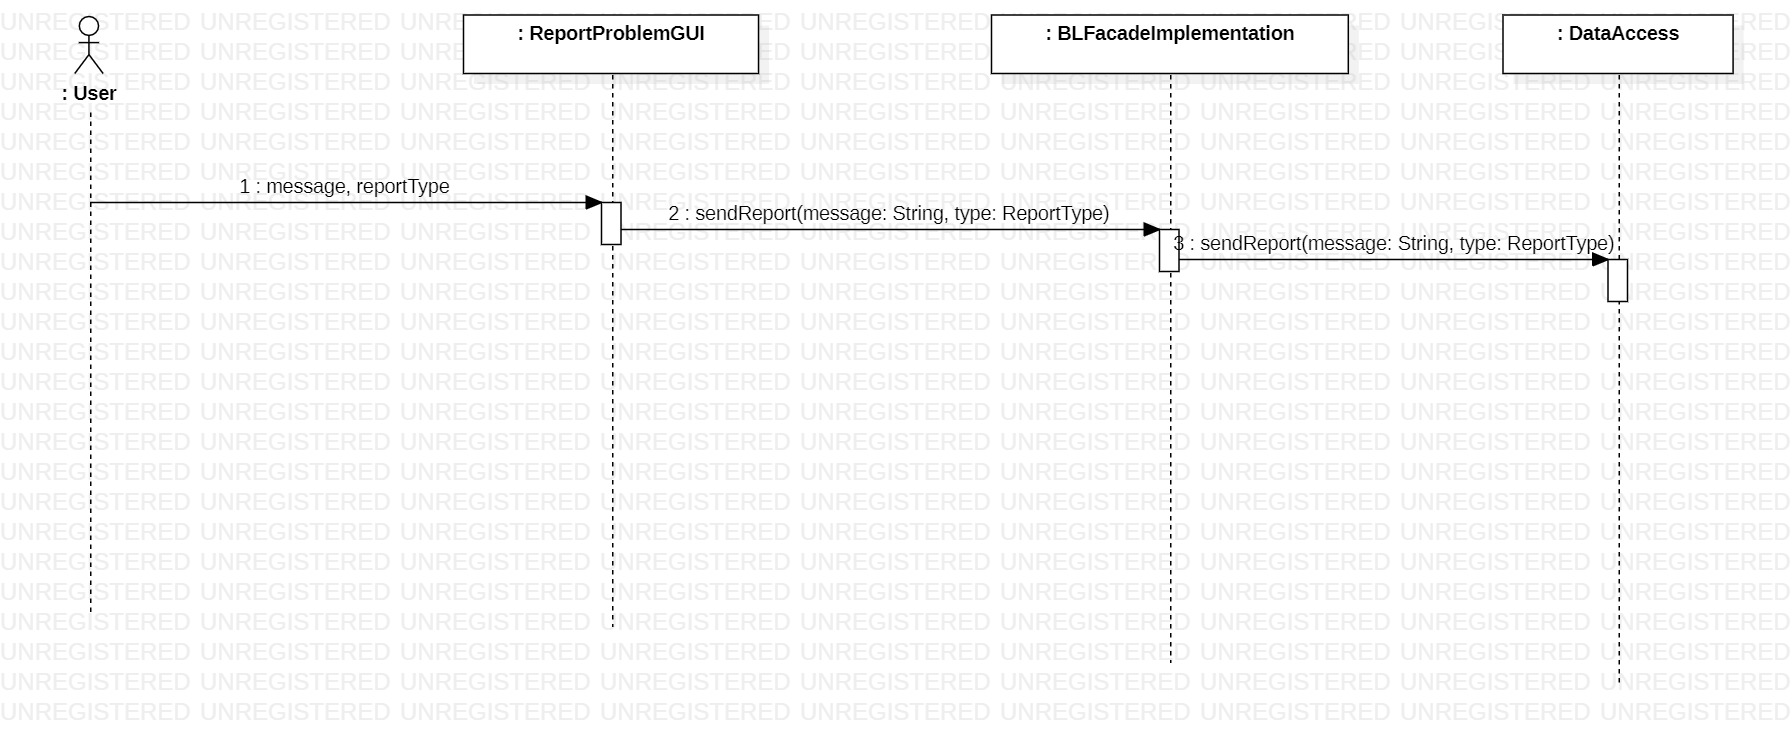 : ReportProblemGUI
: BLFacadeImplementation
: DataAccess
: User
1 : message, reportType
2 : sendReport(message: String, type: ReportType)
3 : sendReport(message: String, type: ReportType)
UNREGISTERED UNREGISTERED UNREGISTERED UNREGISTERED UNREGISTERED UNREGISTERED UNREGISTERED UNREGISTERED UNREGISTERED